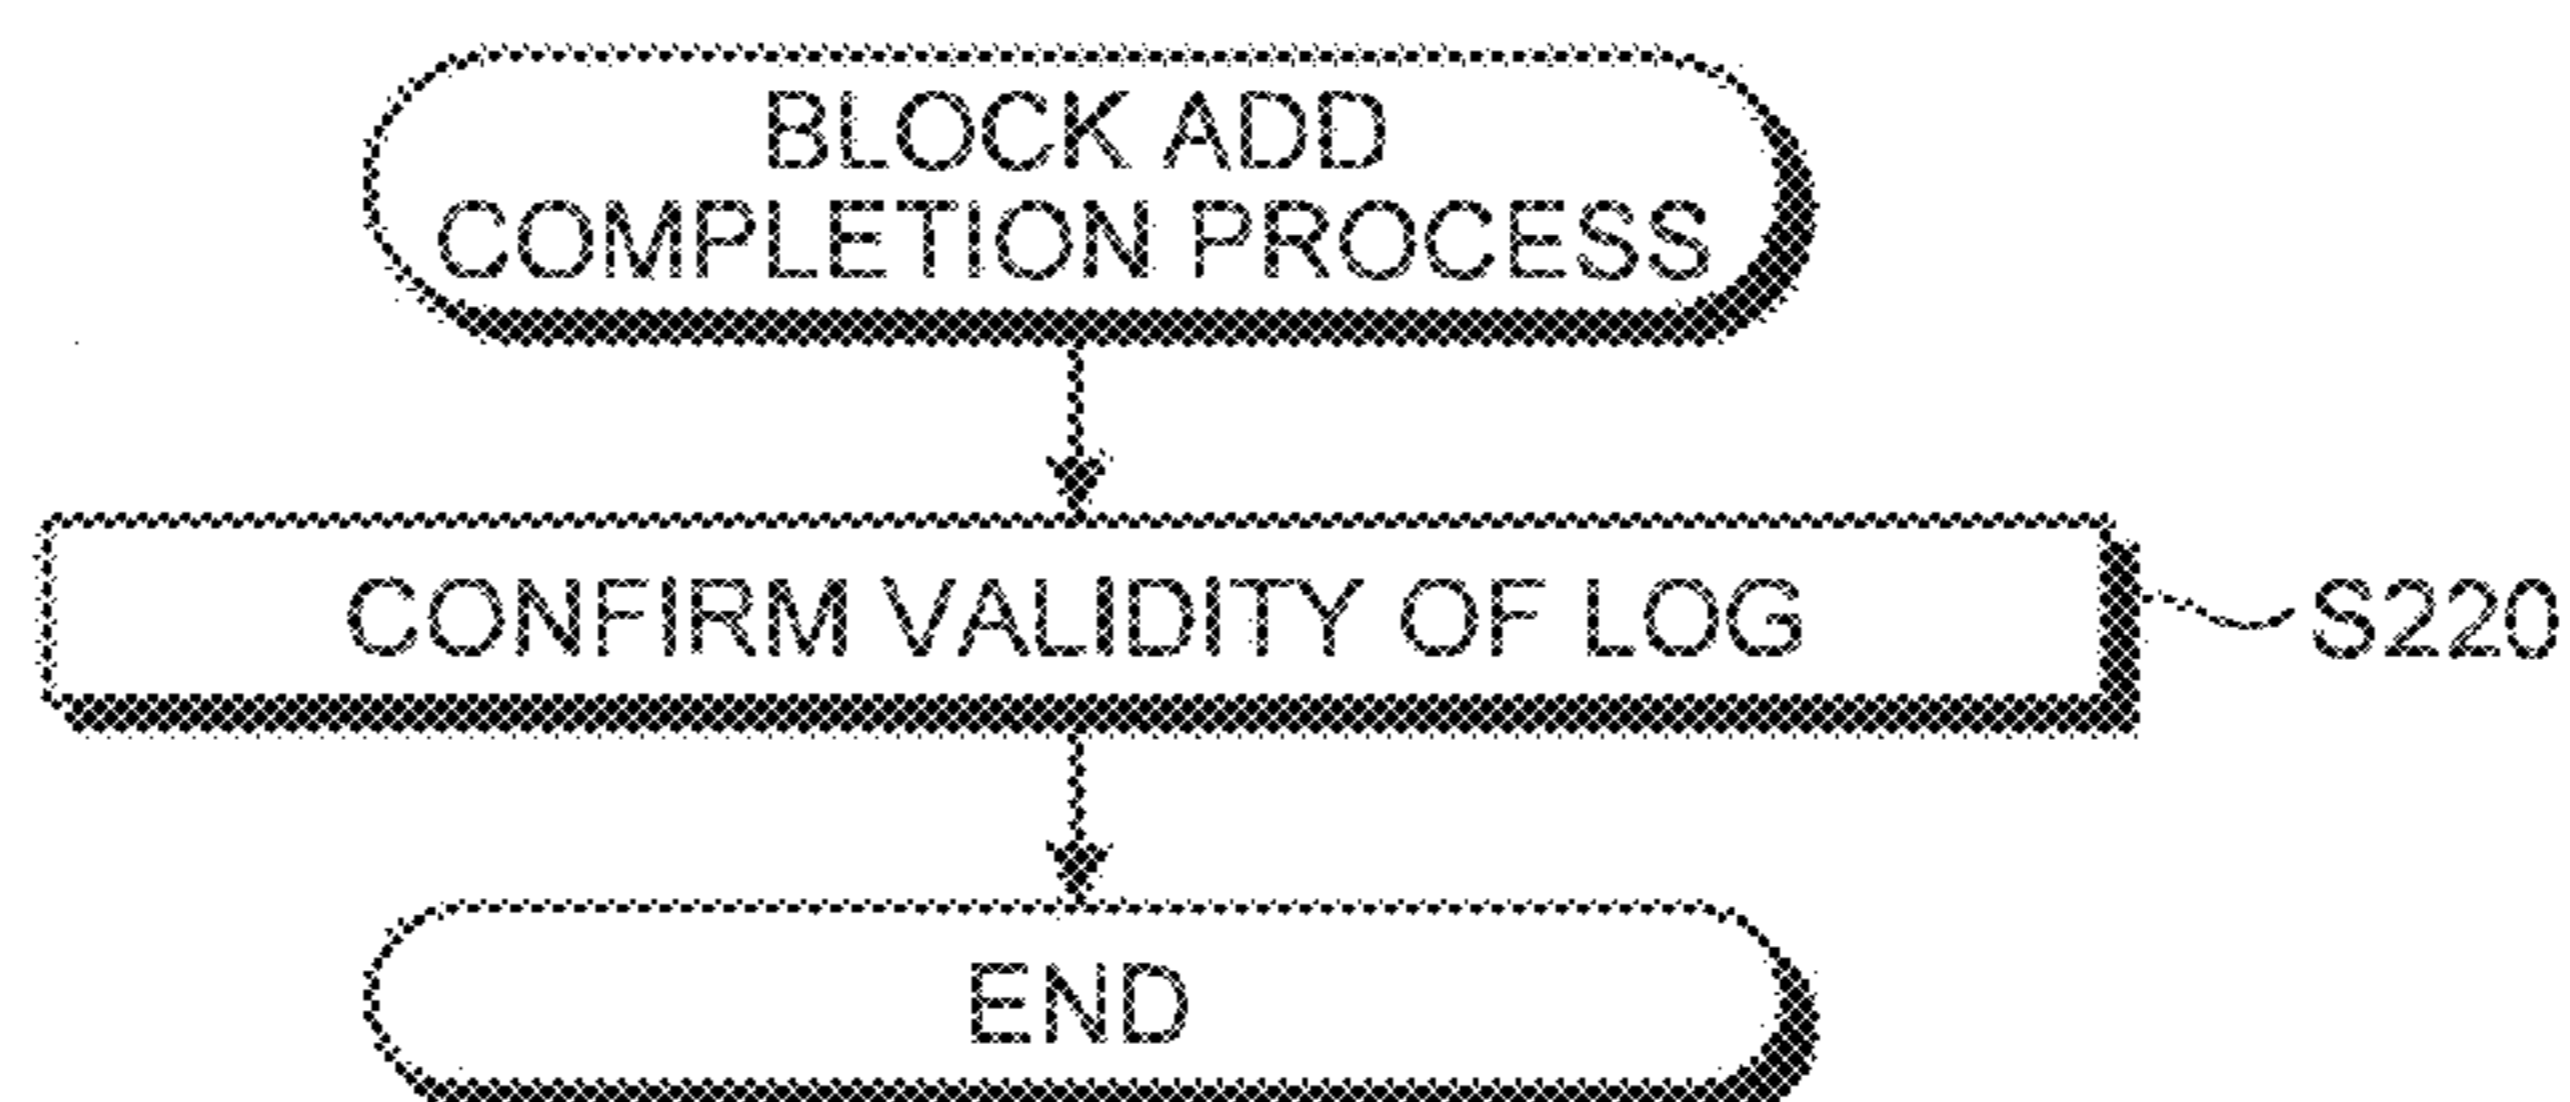 BLOCK ADD
COMPLETION PROCESS
CONFIRM VALIDITY OF LOG
S220
END